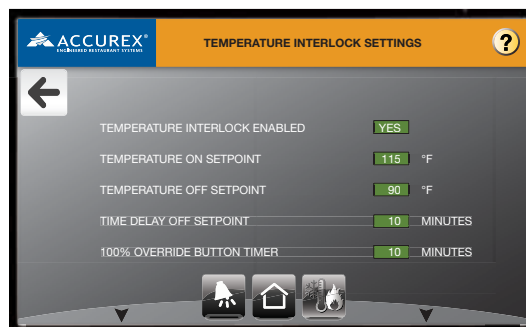 ACCUREX®
ENGINEERED RESTAURANT SYSTEMS
TEMPERATURE INTERLOCK SETTINGS
?
TEMPERATURE INTERLOCK ENABLED YES
TEMPERATURE ON SETPOINT 115 °F
TEMPERATURE OFF SETPOINT 90 °F
TIME DELAY OFF SETPOINT 10 MINUTES
100% OVERRIDE BUTTON TIMER 10 MINUTES